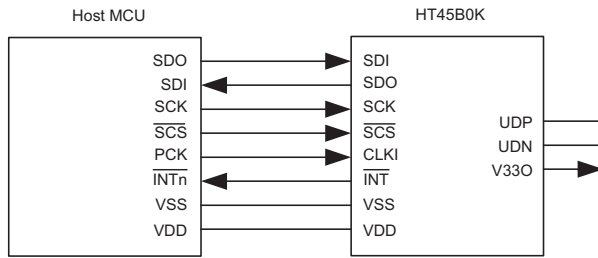 Host MCU
HT45B0K
SDO
SDI
SCK
SCS
PCK
INTn
VSS
VDD
SDI
SDO
SCK
SCS
CLKI
INT
VSS
VDD
UDP
UDN
V33O